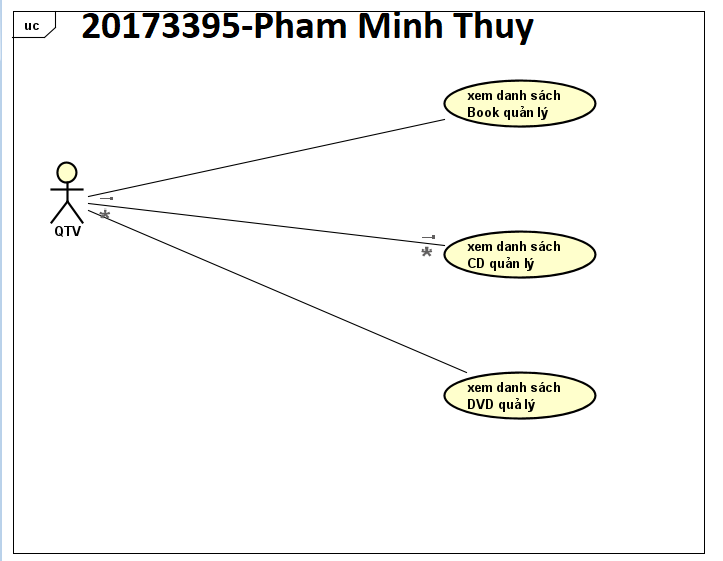 uc
20173395-Pham Minh Thuy
xem danh sách
Book quản lý
QTV
*
*
xem danh sách
CD quản lý
xem danh sách
DVD quả lý